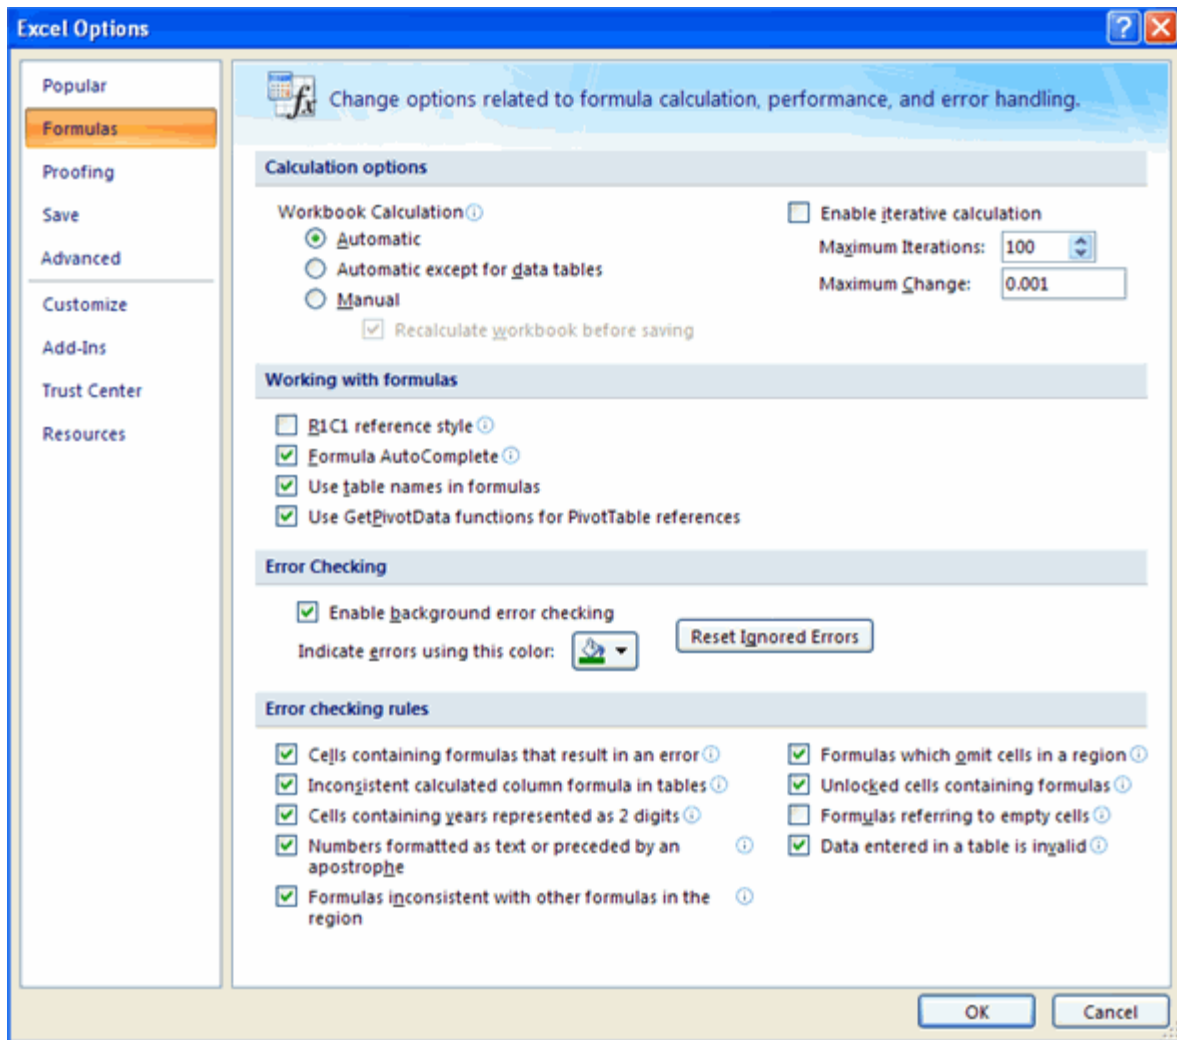 Excel Options
Popular
Formulas
Proofing
Save
Advanced
Customize
Add-Ins
Trust Center
Resources
Change options related to formula calculation, performance, and error handling.
Calculation options
Workbook Calculation
Automatic
Automatic except for data tables
Manual
Recalculate workbook before saving
Enable iterative calculation
Maximum Iterations: 100
Maximum Change: 0.001
Working with formulas
R1C1 reference style
Formula AutoComplete
Use table names in formulas
Use GetPivotData functions for PivotTable references
Error Checking
Enable background error checking
Indicate errors using this color:
Reset Ignored Errors
Error checking rules
Cells containing formulas that result in an error
Inconsistent calculated column formula in tables
Cells containing years represented as 2 digits
Numbers formatted as text or preceded by an
apostrophe
Formulas inconsistent with other formulas in the
region
Formulas which omit cells in a region
Unlocked cells containing formulas
Formulas referring to empty cells
Data entered in a table is invalid
OK
Cancel